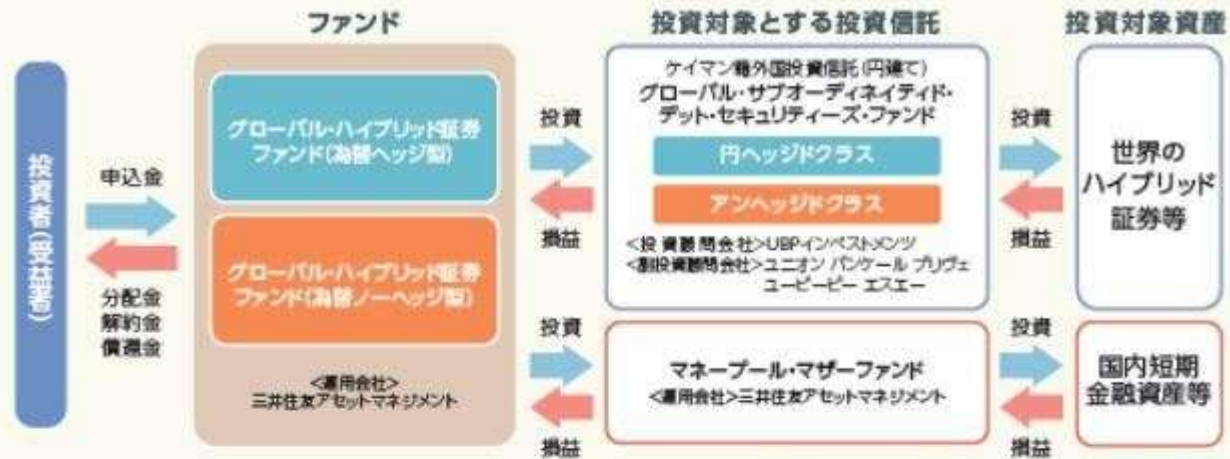 ファンド
投資対象とする投資信託
投資対象資産
投資者(受益者)
申込金
分配金
解約金
償還金
グローバル・ハイブリッド証券
ファンド(為替ヘッジ型)
グローバル・ハイブリッド証券
ファンド(為替ノーヘッジ型)
<運用会社>
三井住友アセットマネジメント
投資
損益
投資
損益
ケイマン籍外国投資信託(円建て)
グローバル・サブオーディネイティド・
デット・セキュリティーズ・ファンド
円ヘッジドクラス
アンヘッジドクラス
<投資顧問会社>UBPインベストメンツ
<副投資顧問会社>ユニオン バンケール プリヴェ
ユービーピー エスエー
マネープール・マザーファンド
<運用会社>三井住友アセットマネジメント
投資
損益
投資
損益
世界の
ハイブリッド
証券等
国内短期
金融資産等